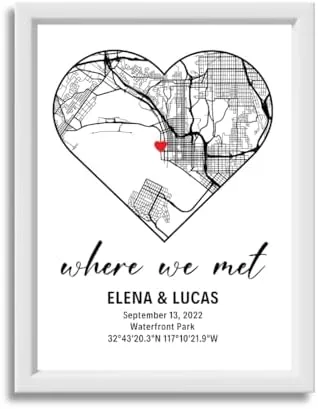 where we met
ELENA & LUCAS
September 13, 2022
Waterfront Park
32°43'20.3"N 117°10'21.9"W